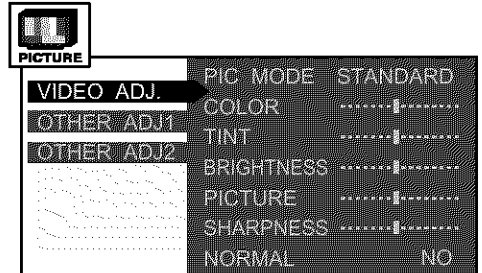 PICTURE
VIDEO ADJ.
OTHER ADJ1
OTHER ADJ2
PIC MODE STANDARD
COLOR
TINT
BRIGHTNESS
PICTURE
SHARPNESS
NORMAL NO